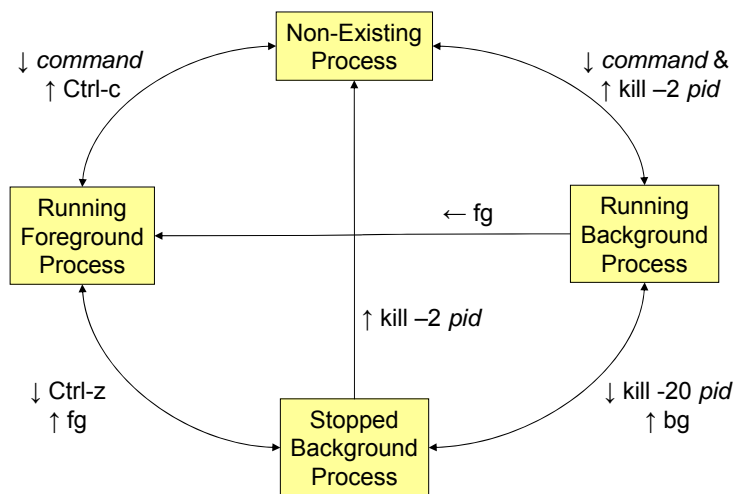 Non-Existing
Process
↓ command
↑ Ctrl-c
↓ command &
↑ kill –2 pid
Running
Foreground
Process
← fg
Running
Background
Process
↑ kill –2 pid
↓ Ctrl-z
↑ fg
Stopped
Background
Process
↓ kill -20 pid
↑ bg